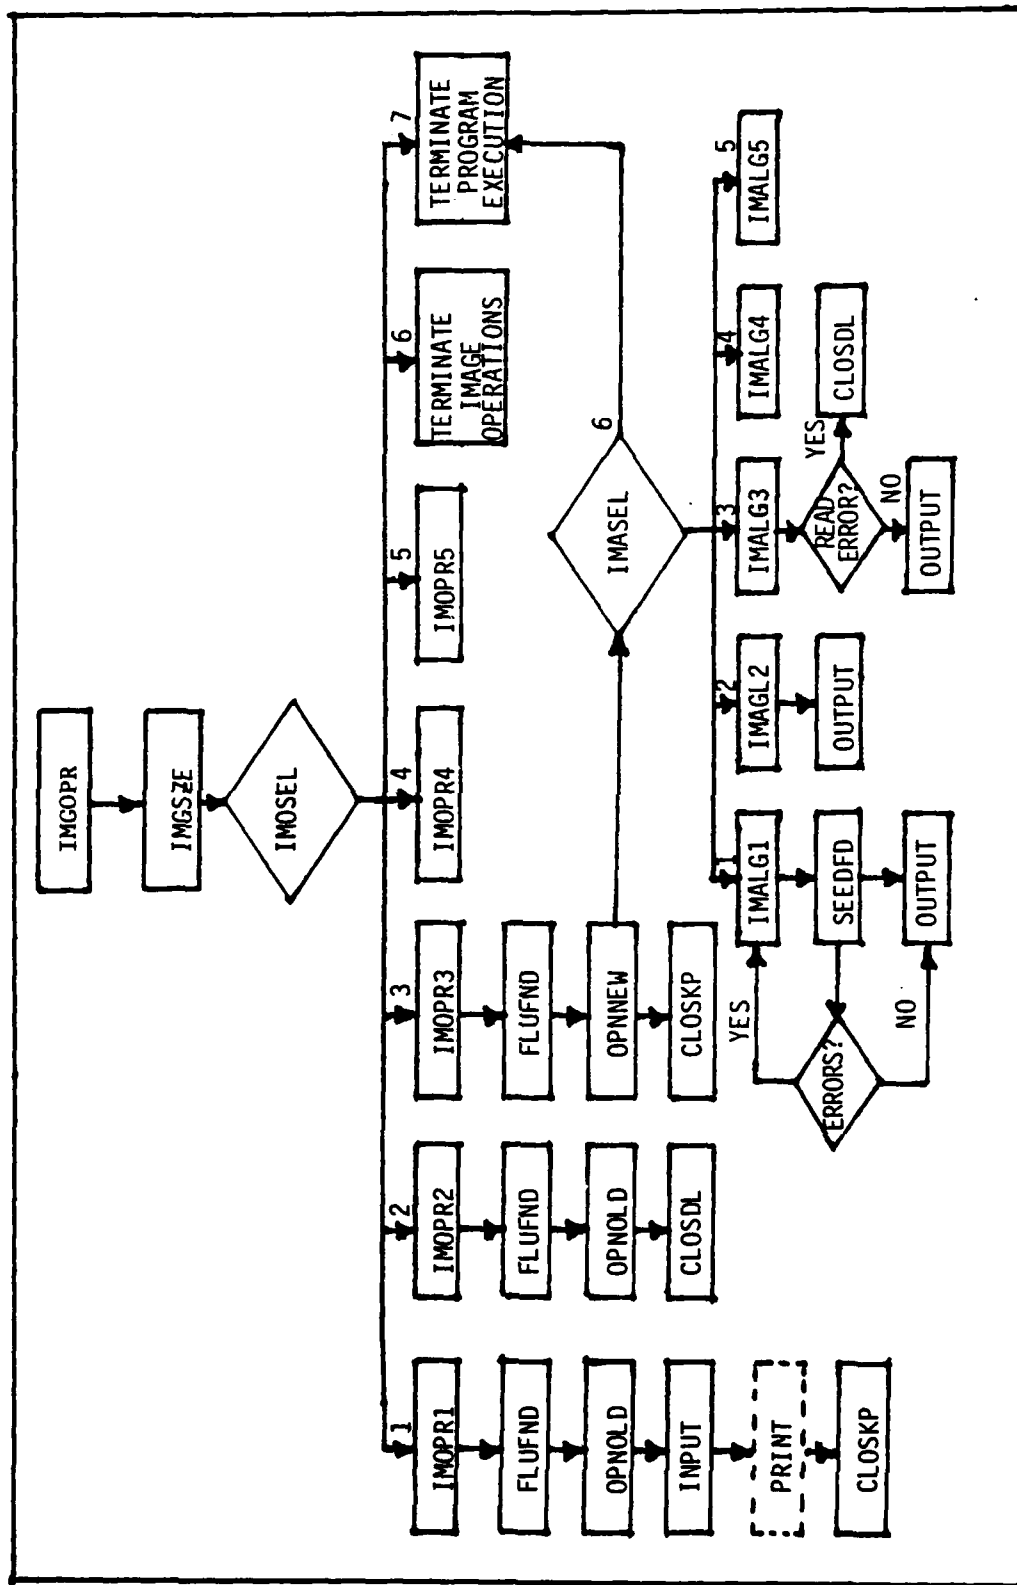 IMGOPR
IMGSZE
IMOSEL
1
2
3
4
5
6
7
IMOPR1
IMOPR2
IMOPR3
IMOPR4
IMOPR5
TERMINATE
IMAGE
OPERATIONS
TERMINATE
PROGRAM
EXECUTION
FLUFND
FLUFND
FLUFND
OPNOLD
OPNOLD
OPNNEW
IMASEL
6
INPUT
CLOSDL
CLOSKP
PRINT
CLOSKP
1
2
3
4
5
IMALG1
IMAGL2
IMALG3
IMALG4
IMALG5
YES
ERRORS?
NO
SEEDFD
OUTPUT
OUTPUT
READ
ERROR?
YES
CLOSDL
NO
OUTPUT